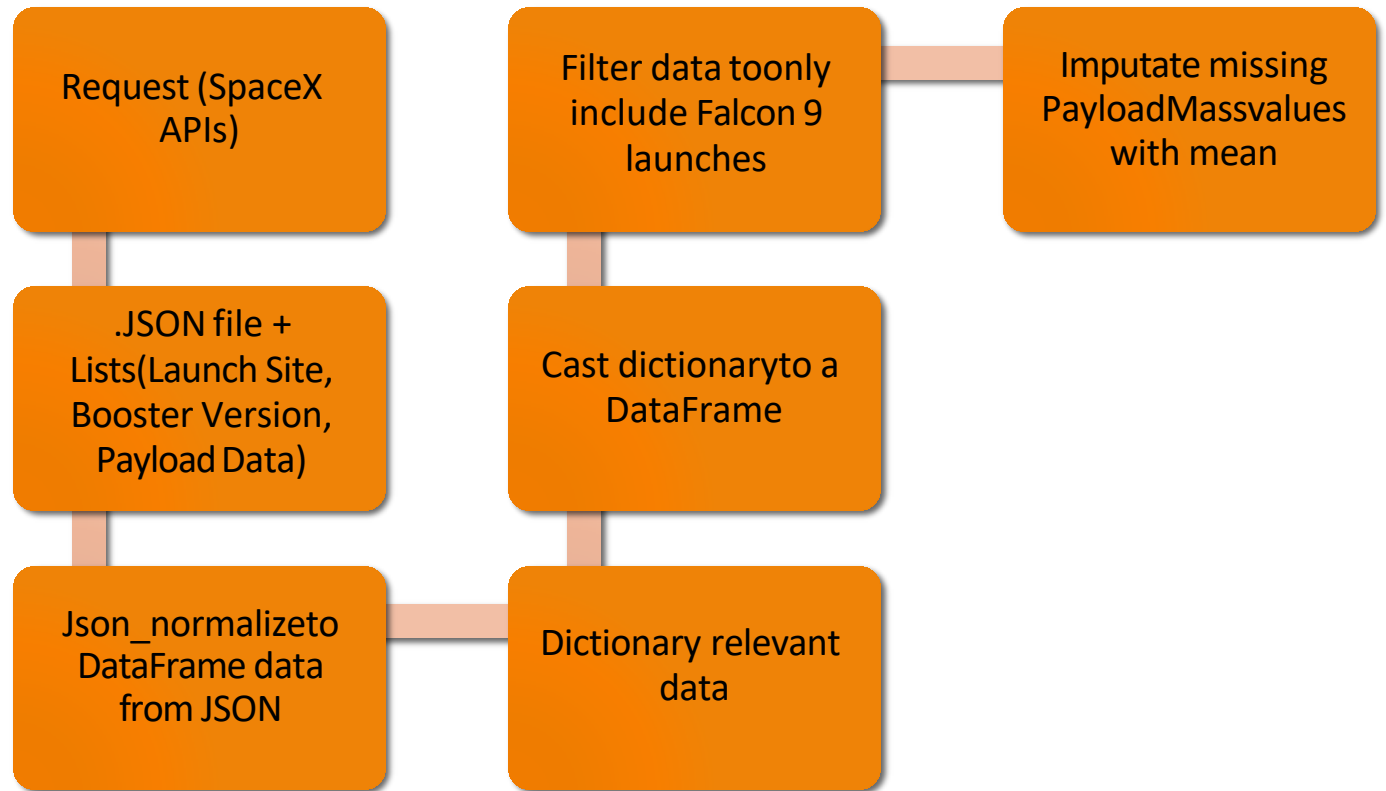 Request (SpaceX
APIs)
.JSON file +
Lists(Launch Site,
Booster Version,
Payload Data)
Json_normalizeto
DataFrame data
from JSON
Dictionary relevant
data
Cast dictionaryto a
DataFrame
Filter data toonly
include Falcon 9
launches
Imputate missing
PayloadMassvalues
with mean